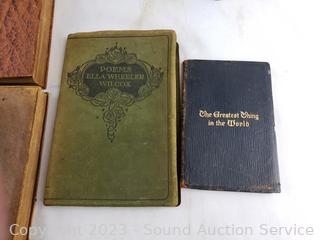 POEMS
ELLA WHEELER
WILCOX
The Greatest Thing
in the World
Copyright 2023 - Sound Auction Service